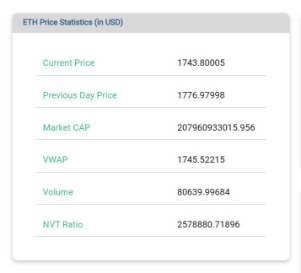 ETH Price Statistics (in USD)
Current Price 1743.80005
Previous Day Price 1776.97998
Market CAP 207960933015.956
VWAP 1745.52215
Volume 80639.99684
NVT Ratio 2578880.71896